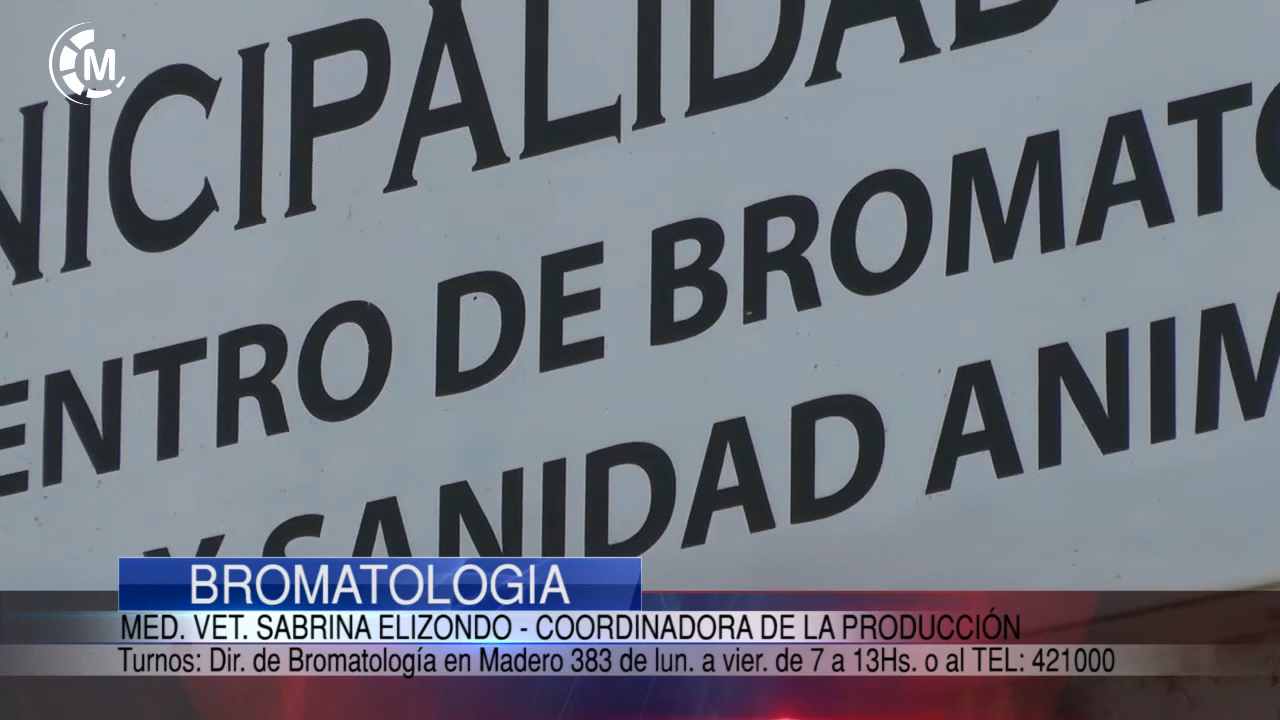 M
NICIPALIDAD
ENTRO DE BROMATO
Y SANIDAD ANIM
BROMATOLOGIA
MED. VET. SABRINA ELIZONDO - COORDINADORA DE LA PRODUCCIÓN
Turnos: Dir. de Bromatología en Madero 383 de lun. a vier. de 7 a 13Hs. o al TEL: 421000